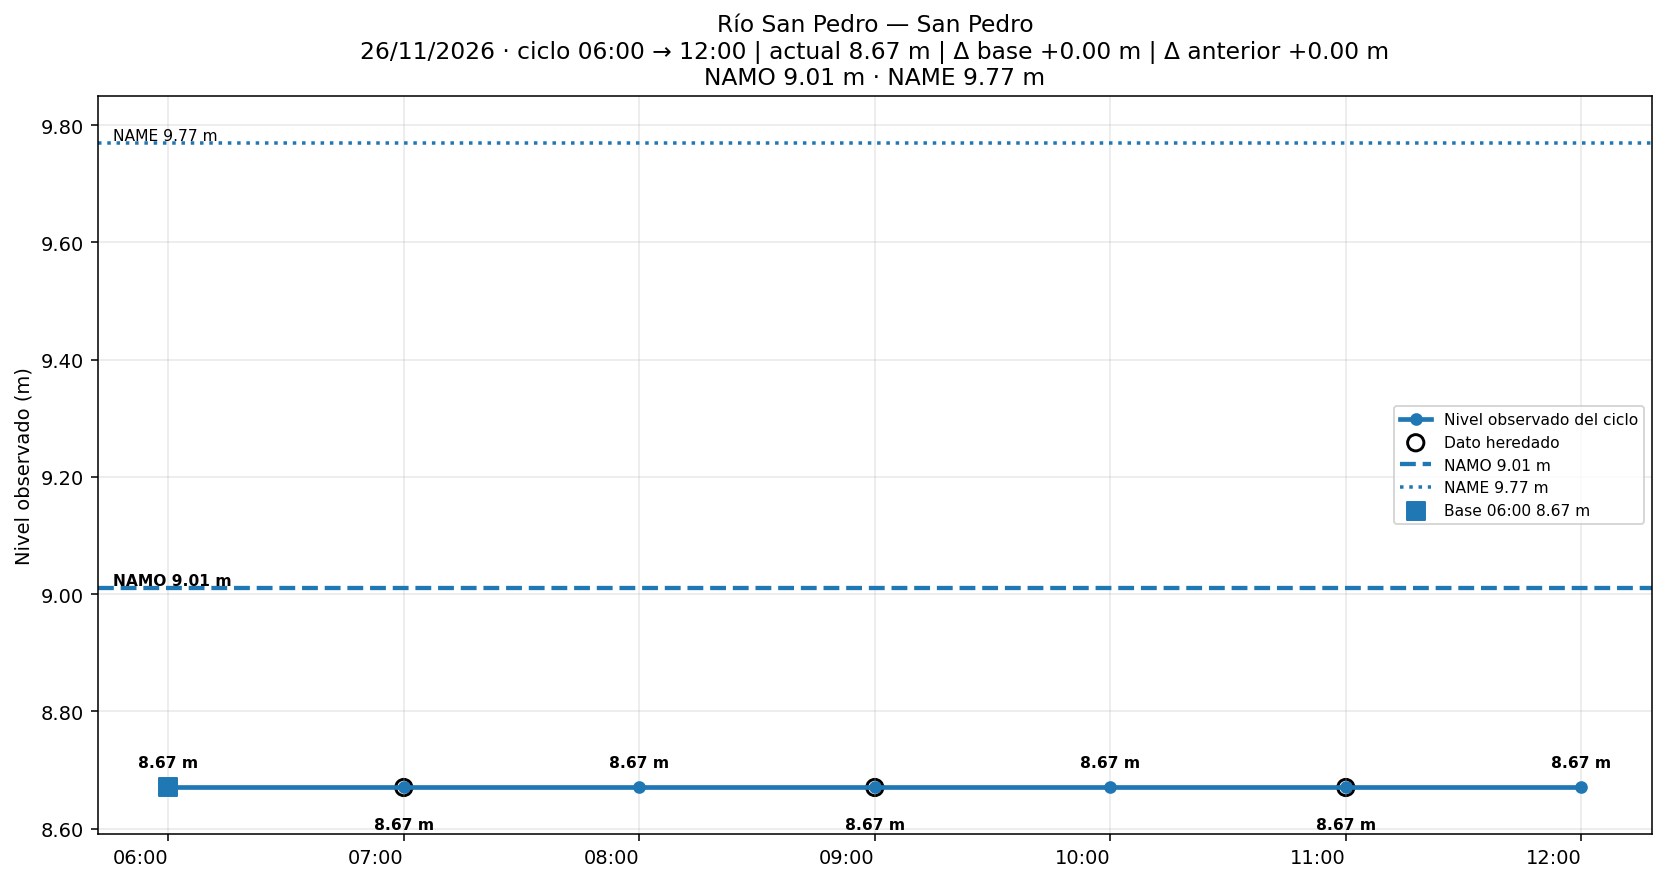 Río San Pedro — San Pedro
26/11/2026 · ciclo 06:00 → 12:00 | actual 8.67 m | Δ base +0.00 m | Δ anterior +0.00 m
NAMO 9.01 m · NAME 9.77 m
Nivel observado (m)
9.80
9.60
9.40
9.20
9.00
8.80
8.60
NAME 9.77 m
Nivel observado del ciclo
Dato heredado
NAMO 9.01 m
NAME 9.77 m
Base 06:00 8.67 m
NAMO 9.01 m
8.67 m
8.67 m
8.67 m
8.67 m
8.67 m
8.67 m
8.67 m
06:00
07:00
08:00
09:00
10:00
11:00
12:00